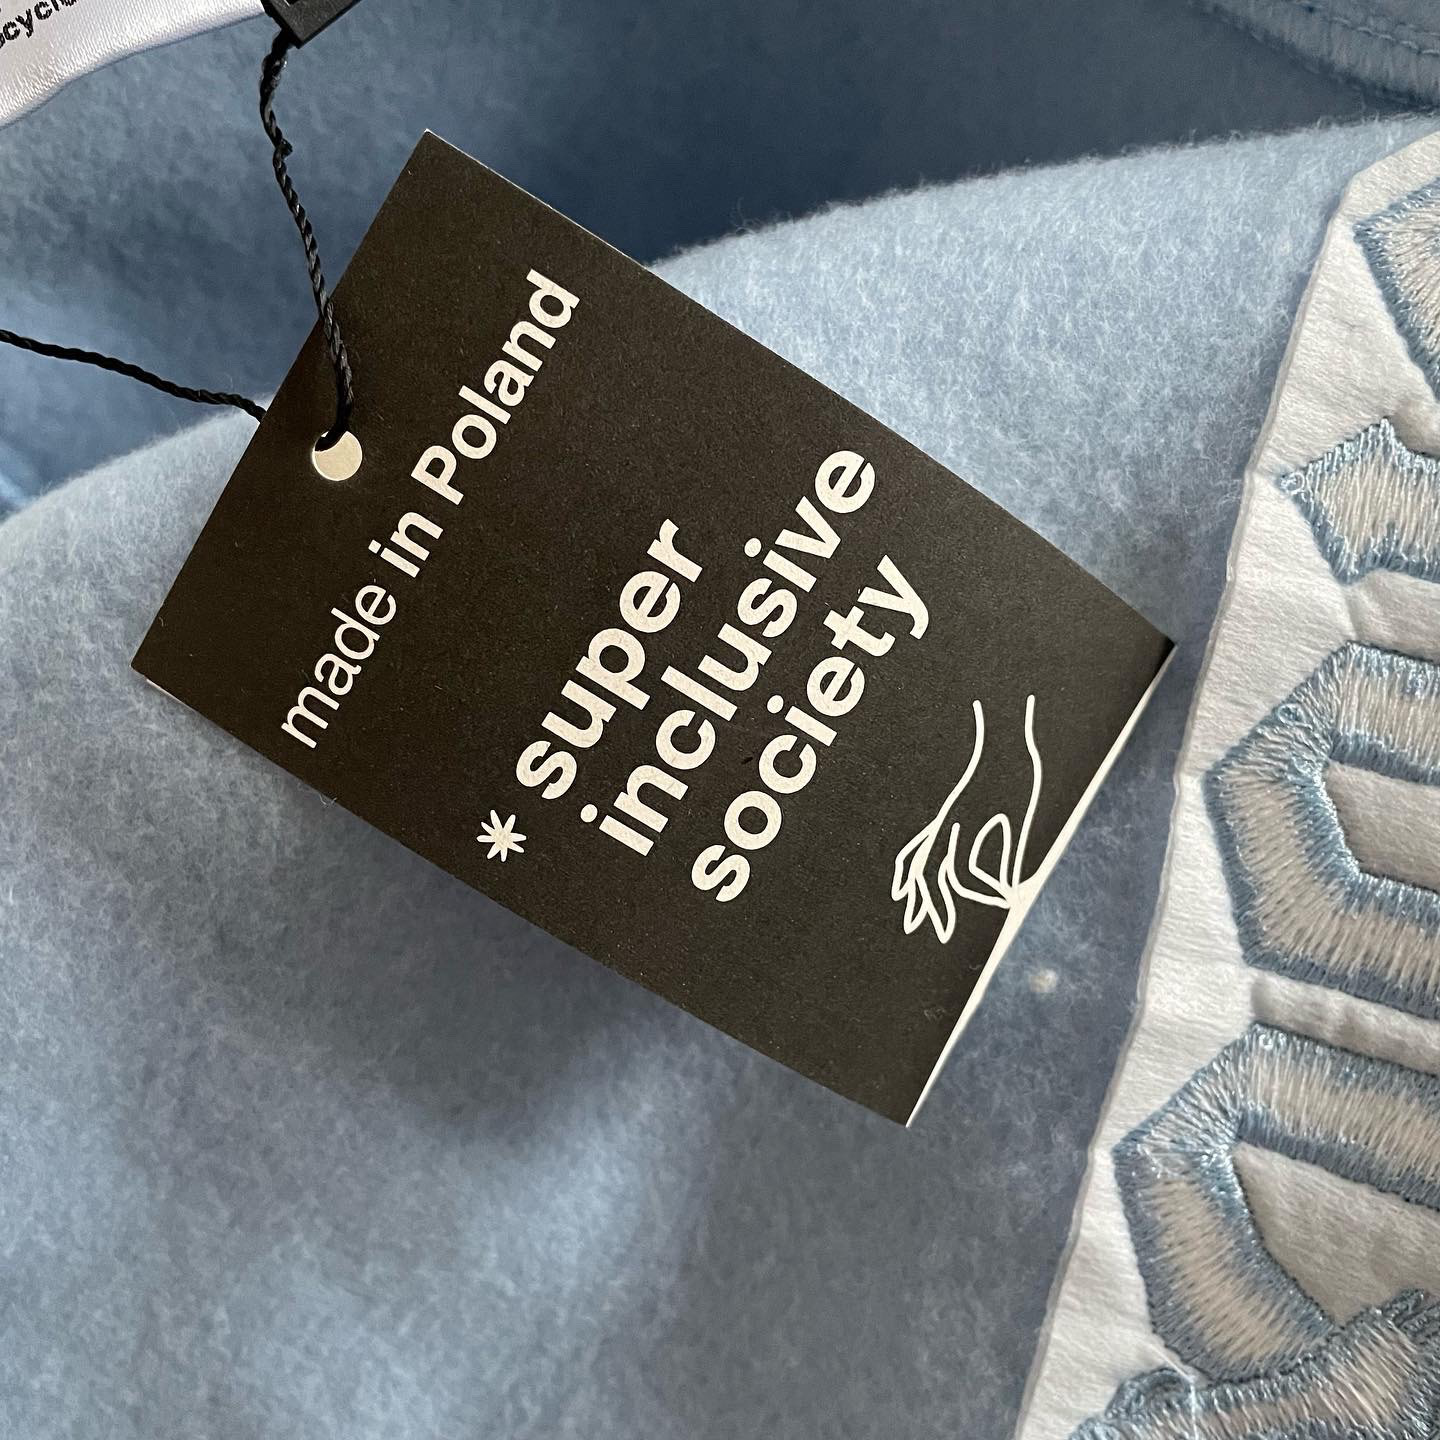 made in Poland
* super
inclusive
society